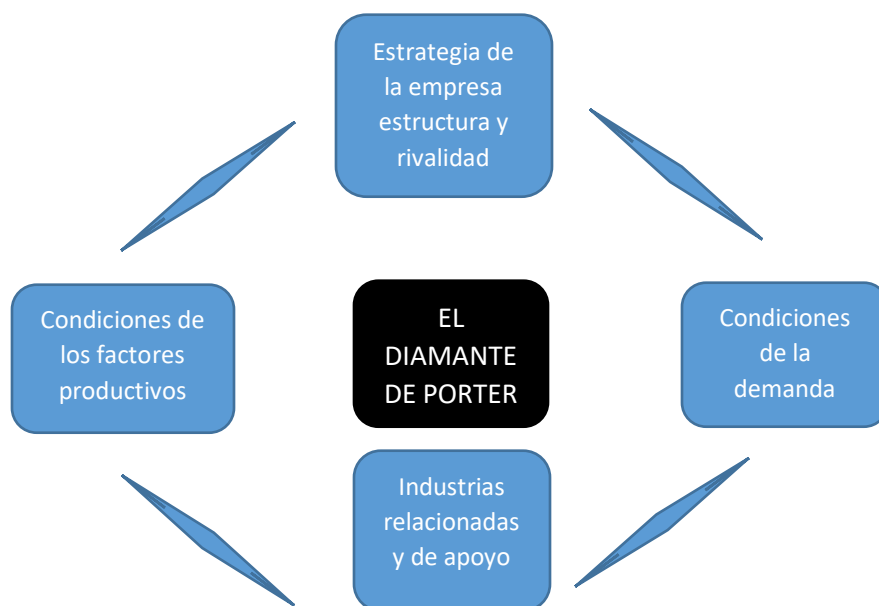 Estrategia de
la empresa
estructura y
rivalidad
Condiciones de
los factores
productivos
EL
DIAMANTE
DE PORTER
Condiciones
de la
demanda
Industrias
relacionadas
y de apoyo